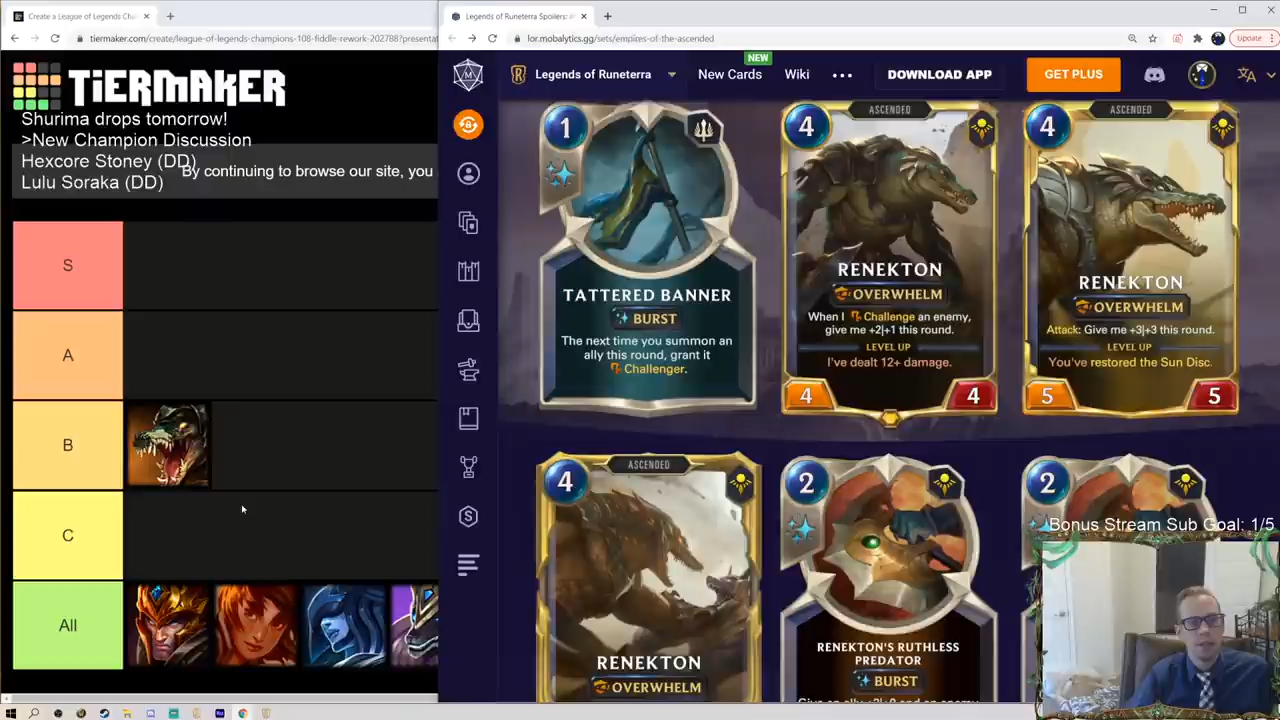 Create a League of Legends Cha
tiermaker.com/create/league-of-legends-champions-108-fiddle-rework-202788?presentat
TiERMAKER
Shurima drops tomorrow!
>New Champion Discussion
Hexcore Stoney (DD)
Lulu Soraka (DD)
By continuing to browse our site, you
S
A
B
C
All
Legends of Runeterra Spoilers:
lor.mobalytics.gg/sets/empires-of-the-ascended
Update
Legends of Runeterra
NEW
New Cards
Wiki
DOWNLOAD APP
GET PLUS
1
TATTERED BANNER
BURST
The next time you summon an
ally this round, grant it
Challenger.
4
ASCENDED
RENEKTON
OVERWHELM
When I Challenge an enemy,
give me +2|+1 this round.
LEVEL UP
I've dealt 12+ damage.
4
4
4
ASCENDED
RENEKTON
OVERWHELM
Attack: Give me +3|+3 this round.
LEVEL UP
You've restored the Sun Disc.
5
5
4
ASCENDED
RENEKTON
OVERWHELM
2
RENEKTON'S RUTHLESS
PREDATOR
BURST
2
Bonus Stream Sub Goal: 1/5